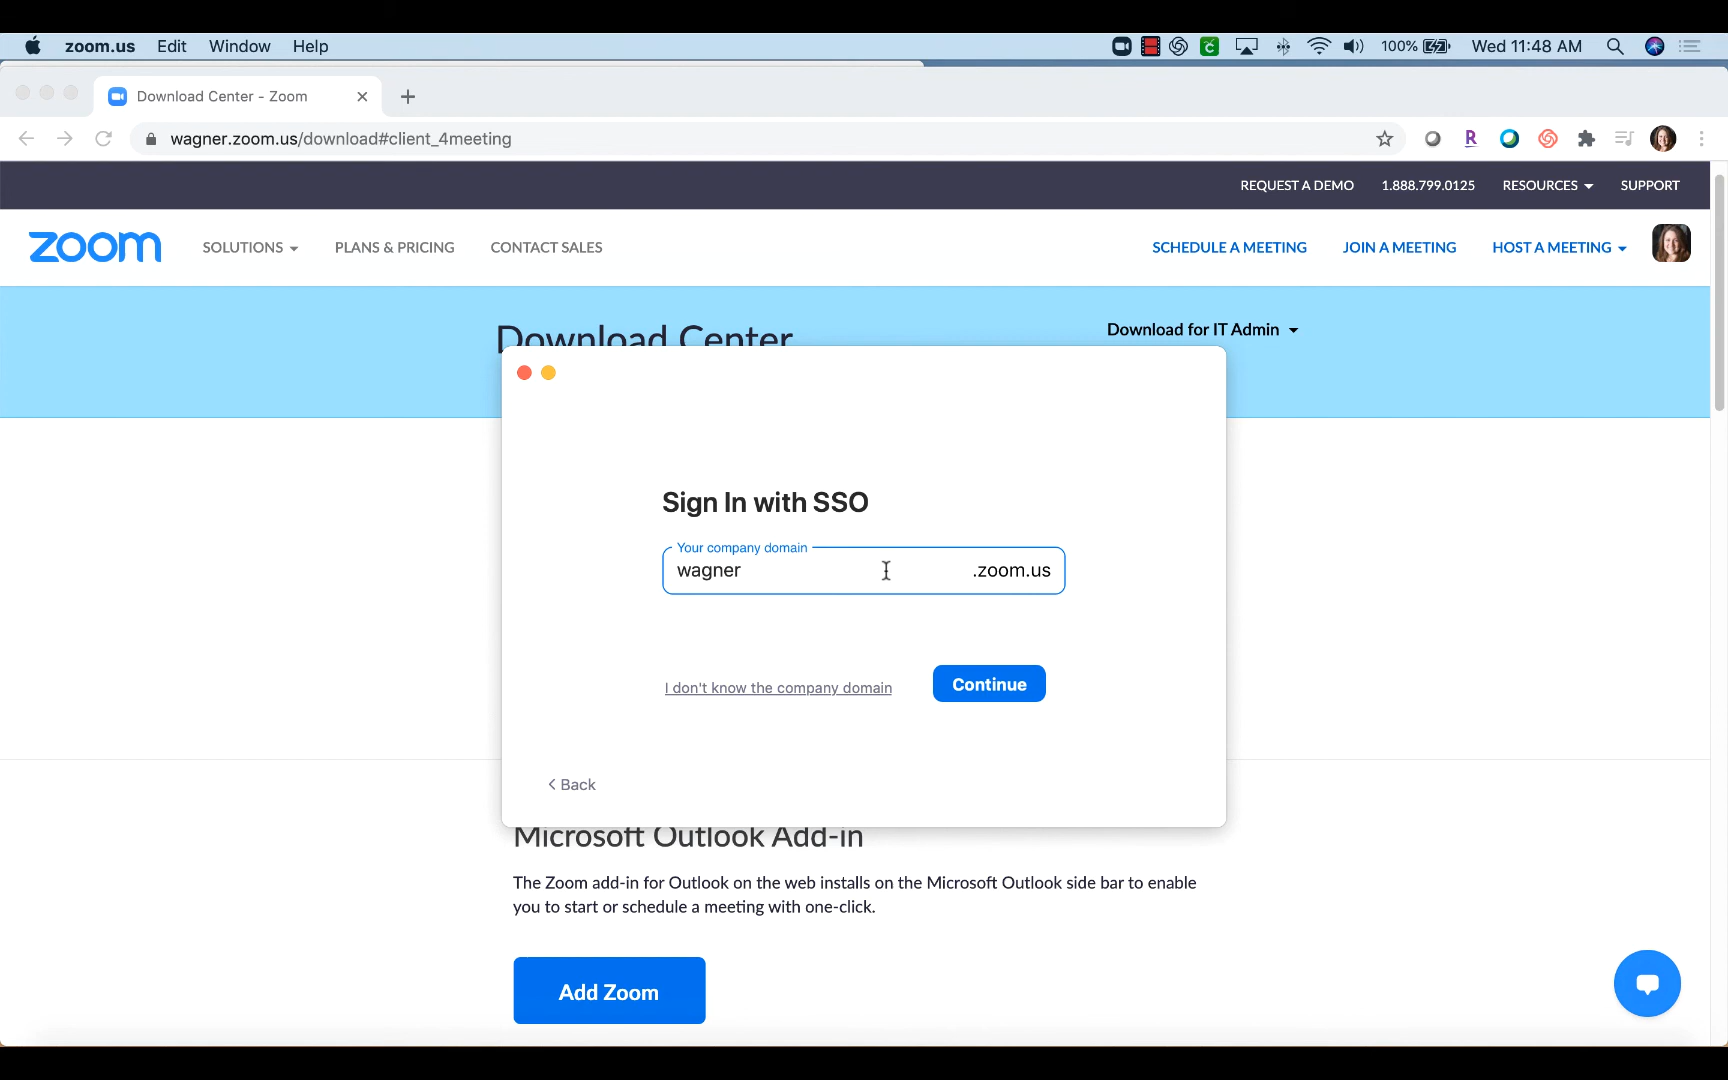 zoom.us Edit Window Help 100% Wed 11:48 AM
Download Center - Zoom
wagner.zoom.us/download#client_4meeting
REQUEST A DEMO 1.888.799.0125 RESOURCES SUPPORT
zoom SOLUTIONS PLANS & PRICING CONTACT SALES SCHEDULE A MEETING JOIN A MEETING HOST A MEETING
Download Center
Download for IT Admin
Sign In with SSO
Your company domain
wagner .zoom.us
I don't know the company domain Continue
< Back
Microsoft Outlook Add-in
The Zoom add-in for Outlook on the web installs on the Microsoft Outlook side bar to enable
you to start or schedule a meeting with one-click.
Add Zoom